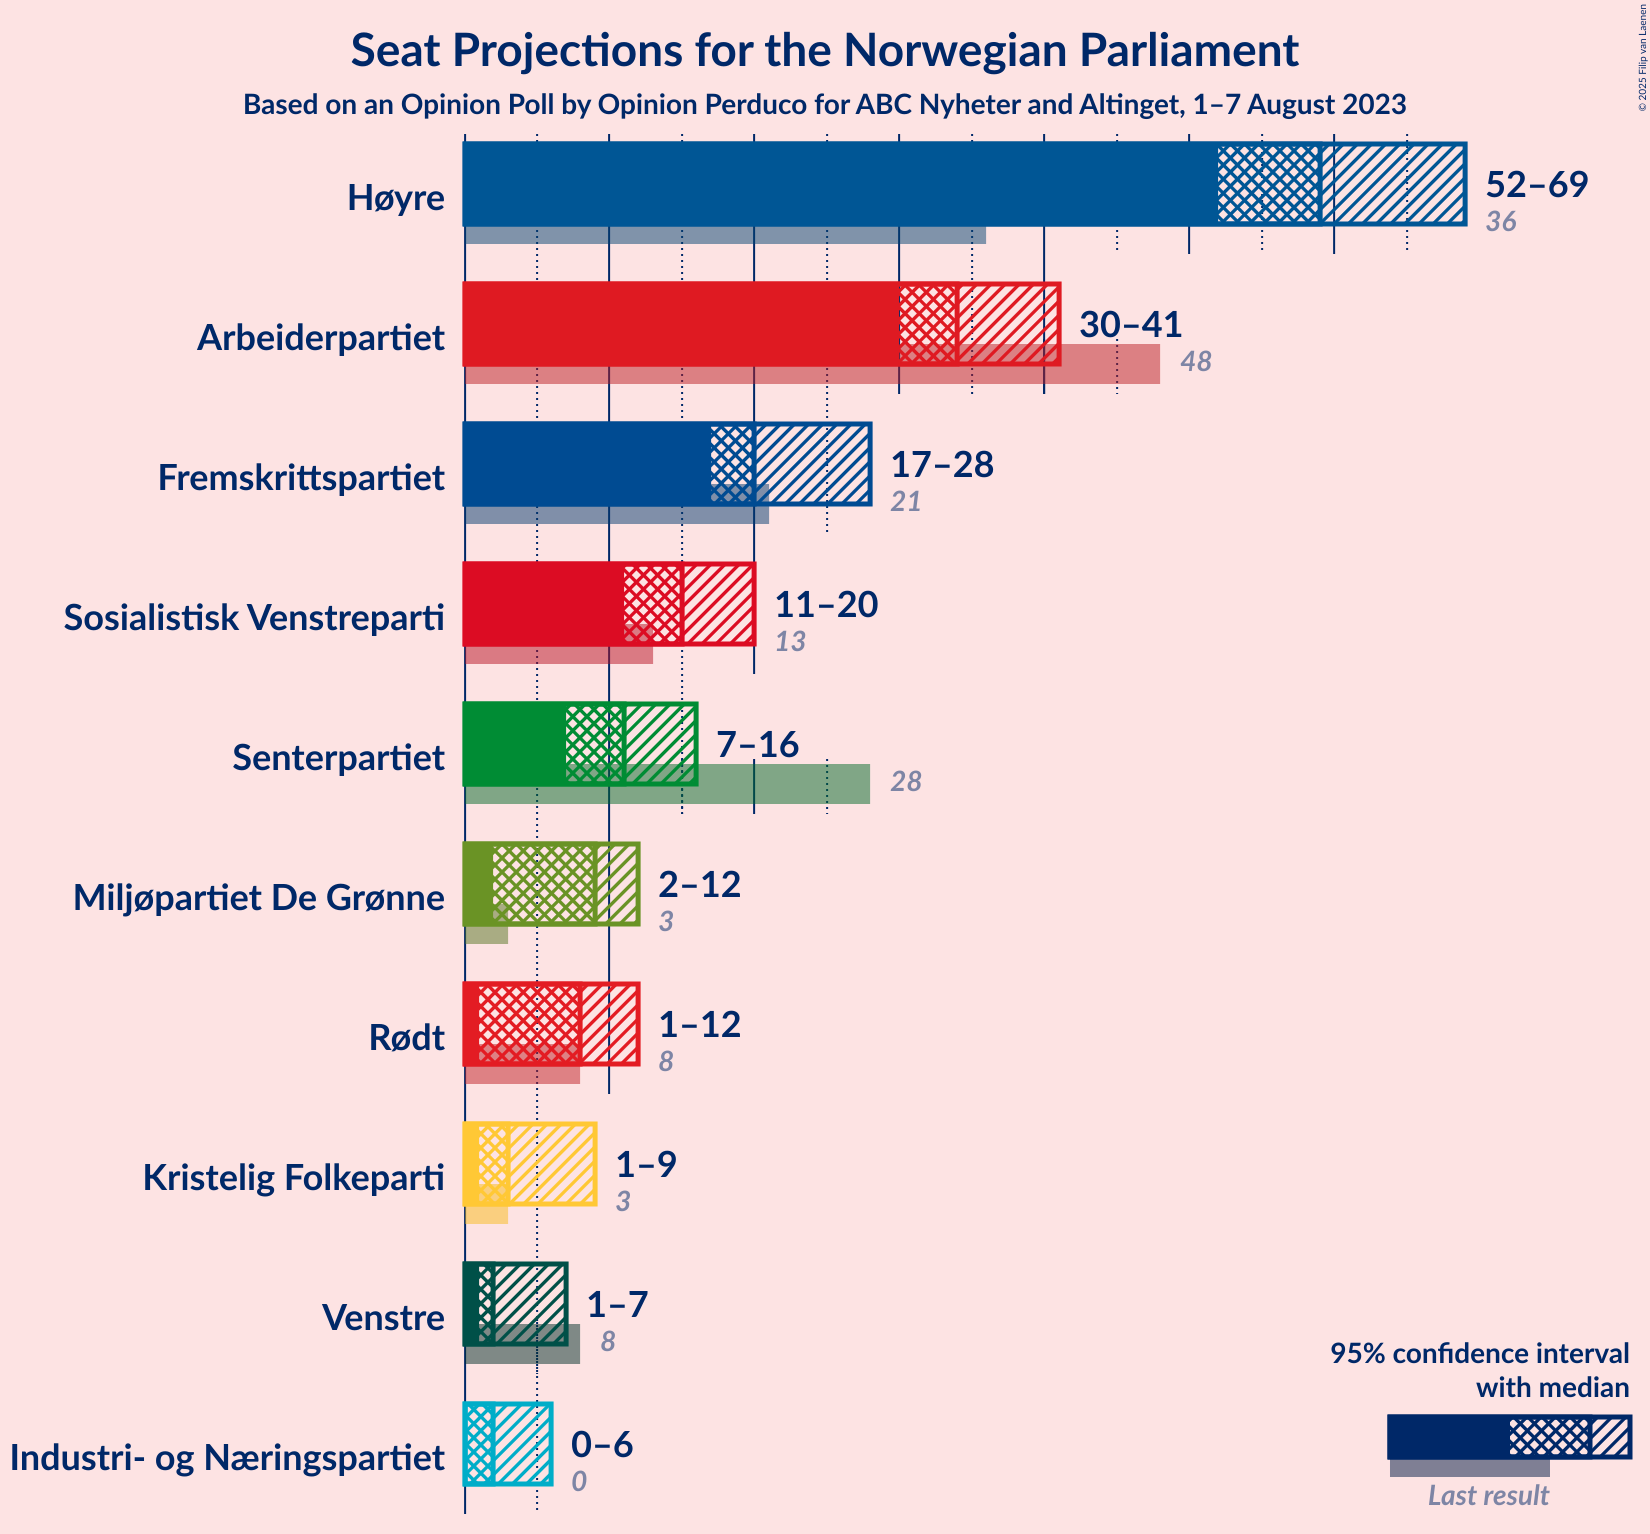 Seat Projections for the Norwegian Parliament
Based on an Opinion Poll by Opinion Perduco for ABC Nyheter and Altinget, 1–7 August 2023
© 2025 Filip van Laenen
Høyre
52–69
36
Arbeiderpartiet
30–41
48
Fremskrittspartiet
17–28
21
Sosialistisk Venstreparti
11–20
13
Senterpartiet
7–16
28
Miljøpartiet De Grønne
2–12
3
Rødt
1–12
8
Kristelig Folkeparti
1–9
3
Venstre
1–7
8
Industri- og Næringspartiet
0–6
0
95% confidence interval
with median
Last result